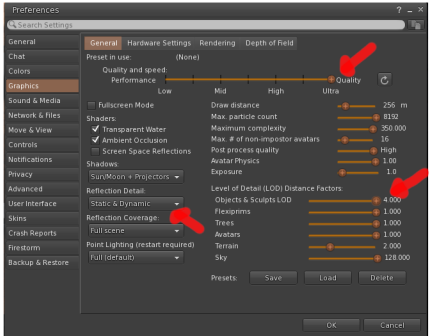 Preferences
? – ×
Search Settings
General
Chat
Colors
Graphics
Sound & Media
Network & Files
Move & View
Controls
Notifications
Privacy
Advanced
User Interface
Skins
Crash Reports
Firestorm
Backup & Restore
General Hardware Settings Rendering Depth of Field
Preset in use: (None)
Quality and speed:
Performance Quality
Low Mid High Ultra
Fullscreen Mode
Shaders:
Transparent Water
Ambient Occlusion
Screen Space Reflections
Shadows:
Sun/Moon + Projectors
Reflection Detail:
Static & Dynamic
Reflection Coverage:
Full scene
Point Lighting (restart required)
Full (default)
Draw distance 256 m
Max. particle count 8192
Maximum complexity 350.000
Max. # of non-impostor avatars 16
Post process quality High
Avatar Physics 1.00
Exposure 1.0
Level of Detail (LOD) Distance Factors:
Objects & Sculpts LOD 4.000
Flexiprims 1.000
Trees 1.000
Avatars 1.000
Terrain 2.000
Sky 128.000
Presets: Save Load Delete
OK Cancel